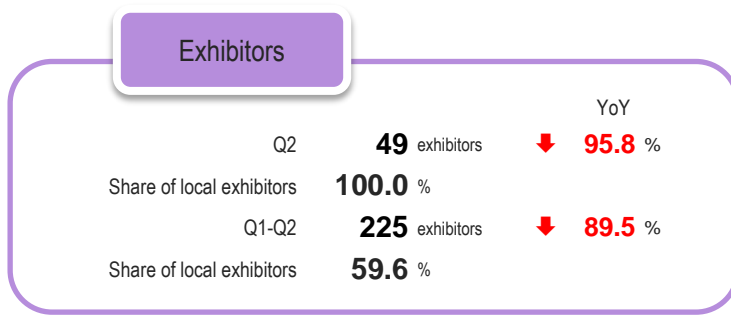 Exhibitors
YoY
Q2 49 exhibitors 95.8 %
Share of local exhibitors 100.0 %
Q1-Q2 225 exhibitors 89.5 %
Share of local exhibitors 59.6 %